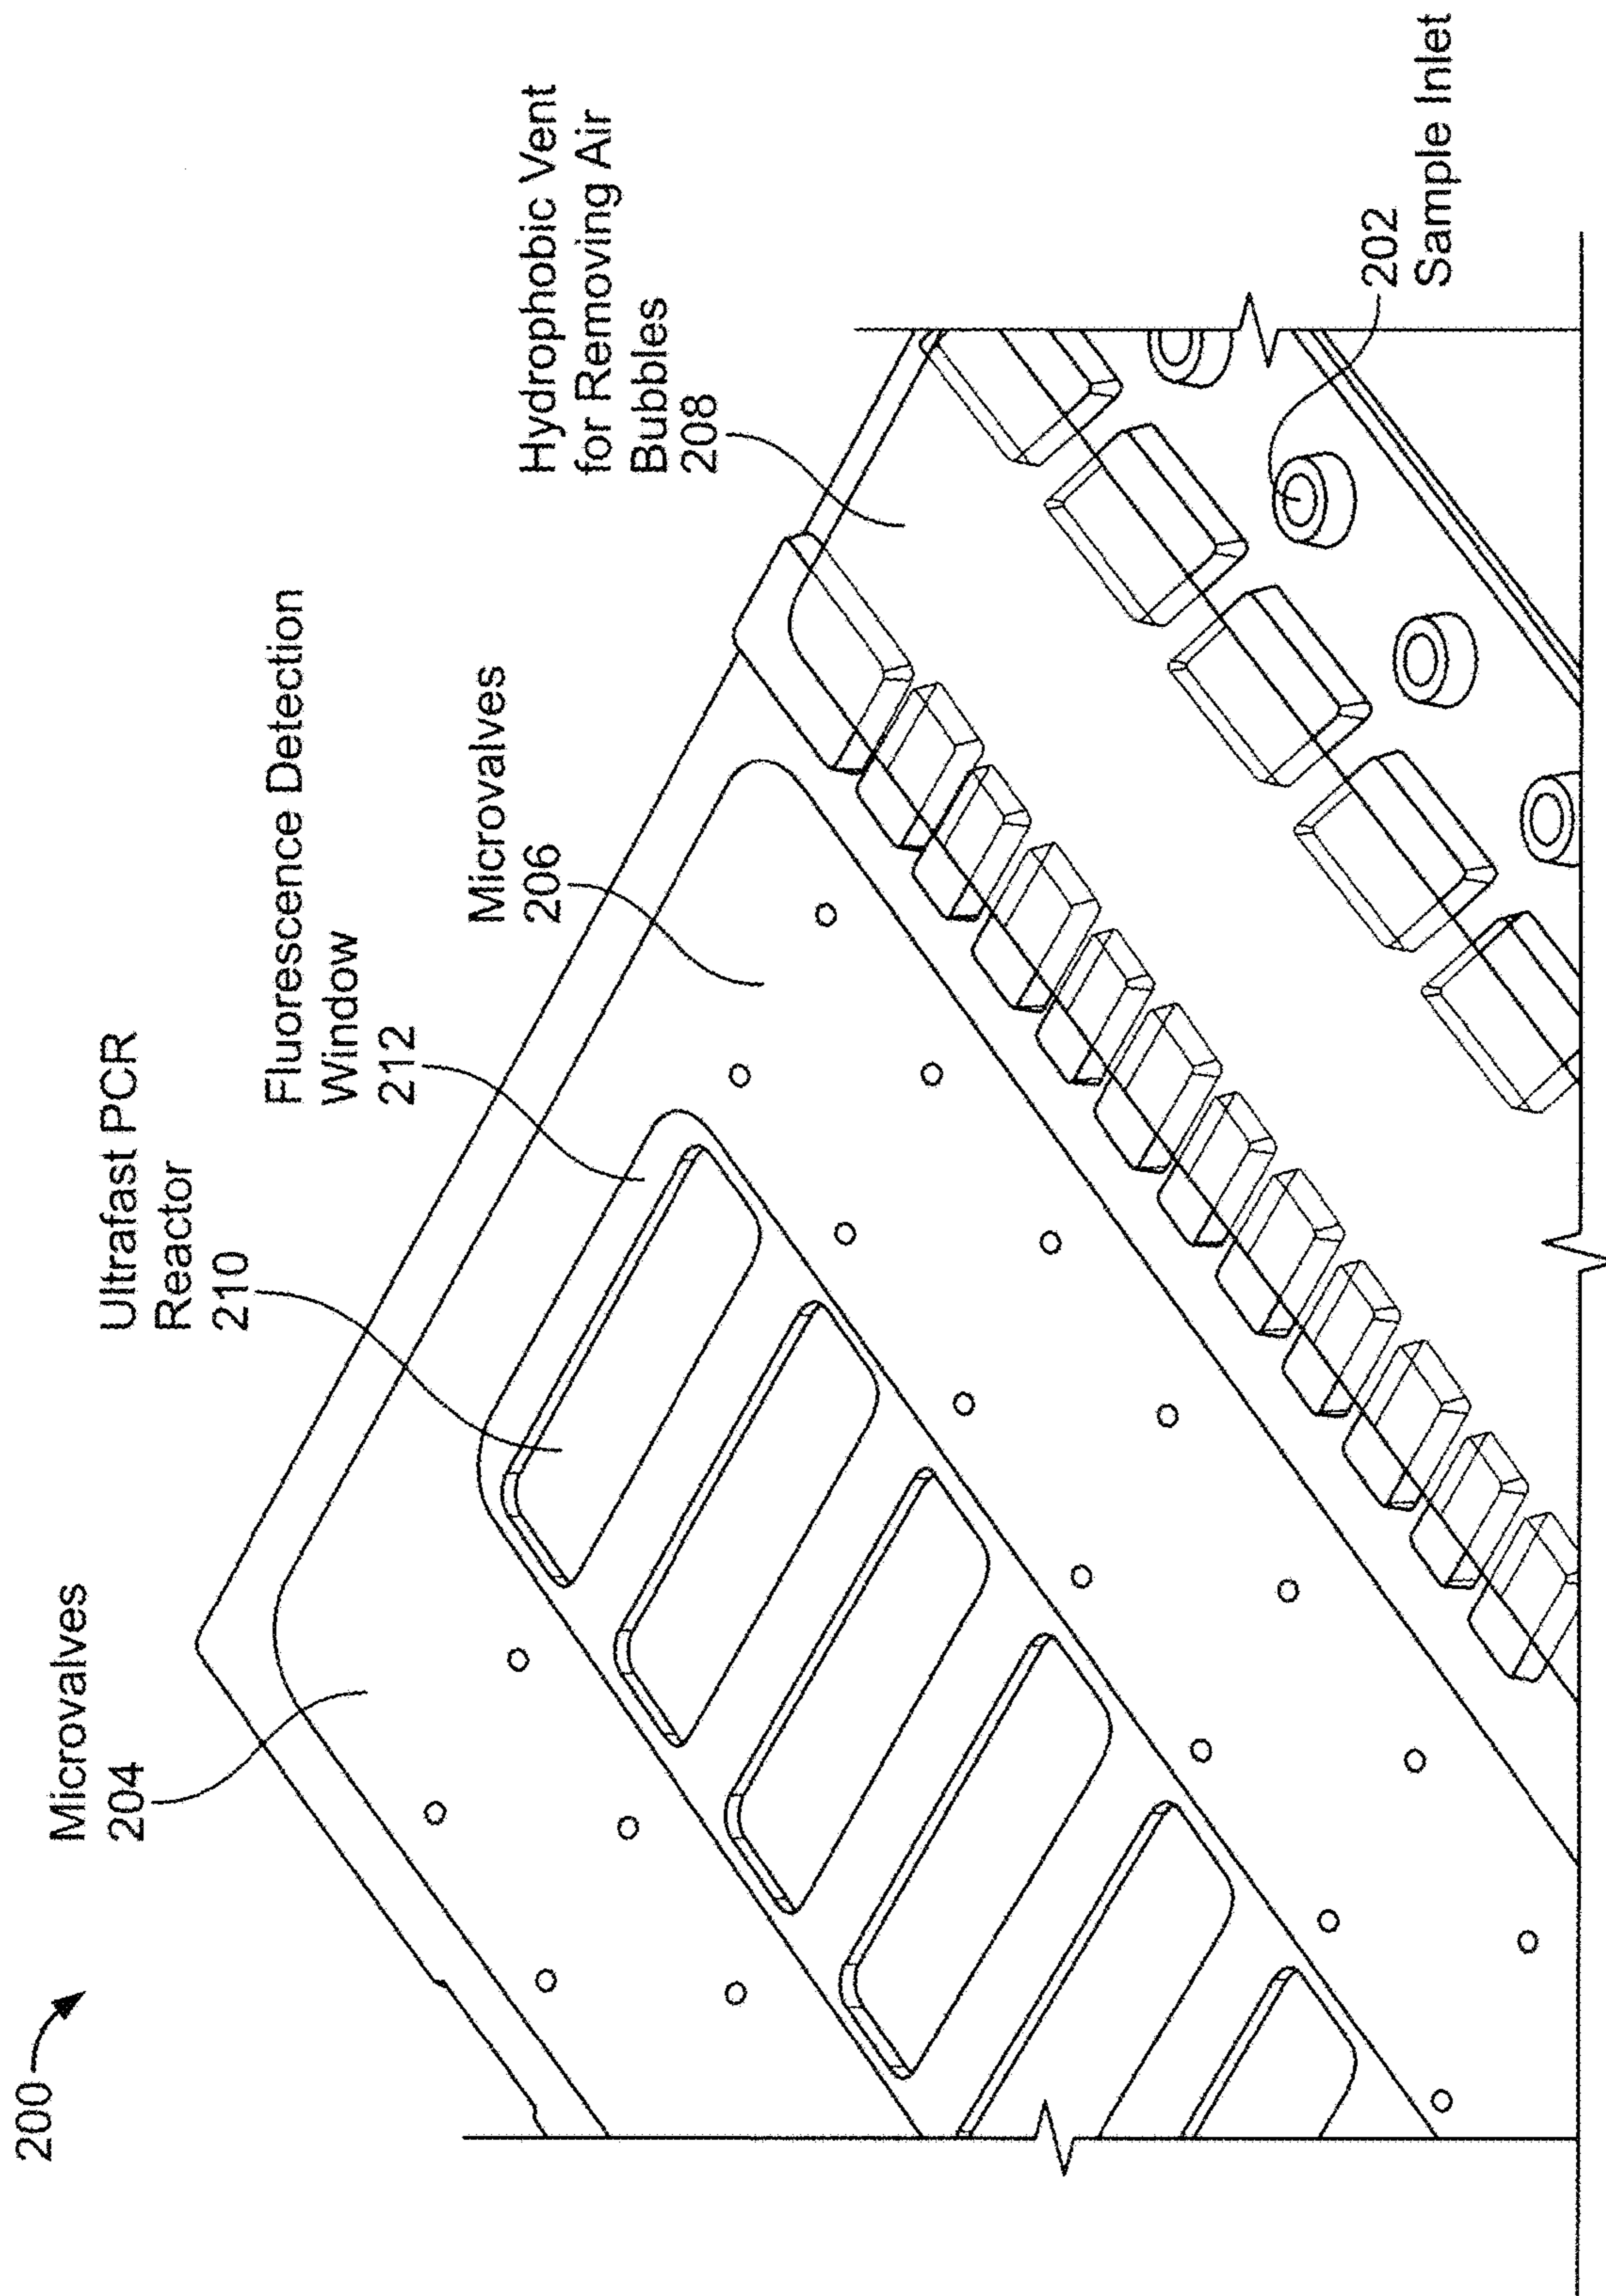 200
Microvalves
204
Ultrafast PCR
Reactor
210
Fluorescence Detection
Window
212
Microvalves
206
Hydrophobic Vent
for Removing Air
Bubbles
208
202
Sample Inlet